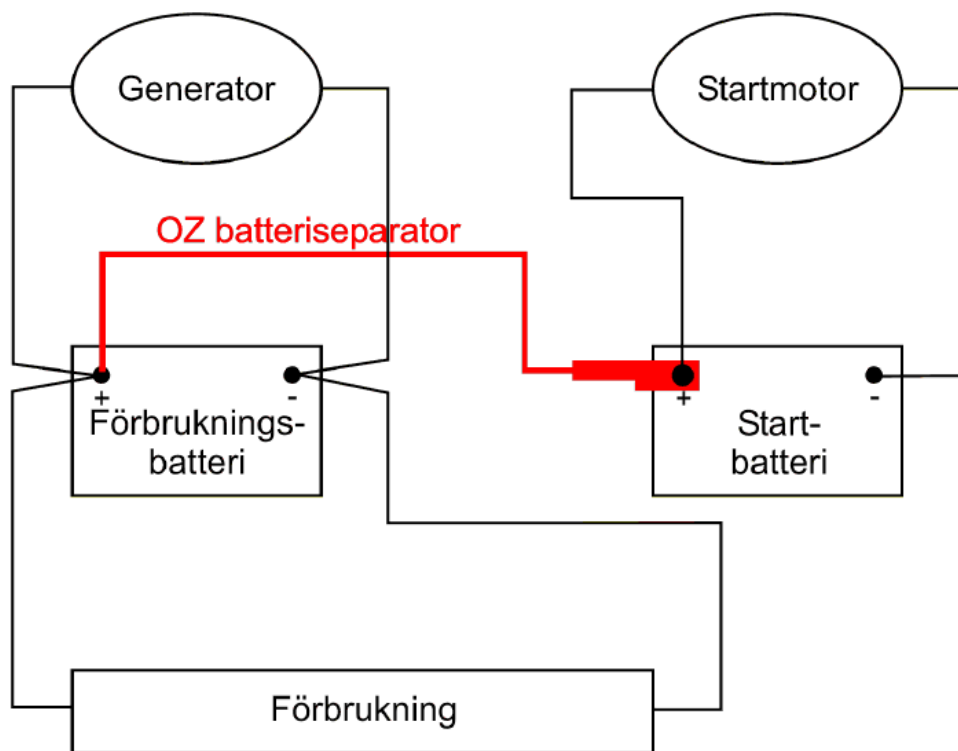 Generator
Startmotor
OZ batteriseparator
+
-
Förbruknings-
batteri
+
-
Start-
batteri
Förbrukning